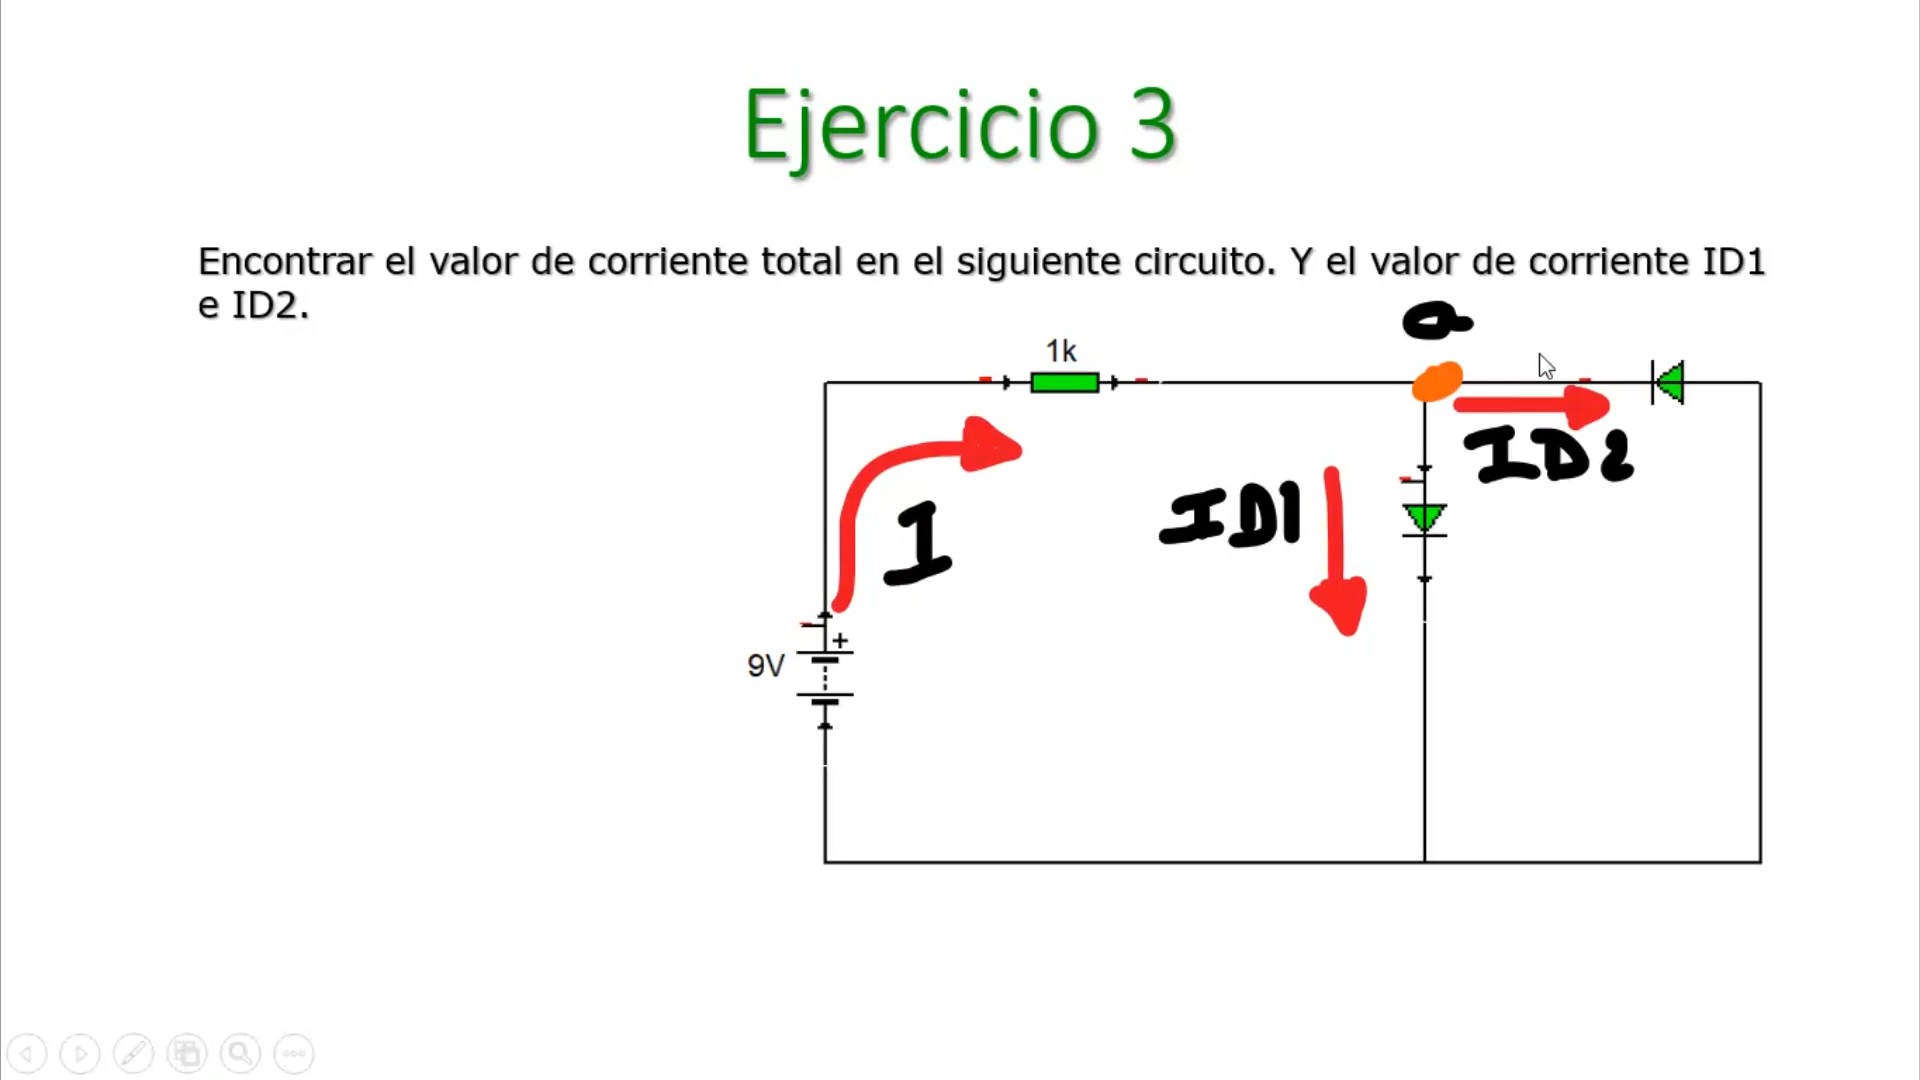 Ejercicio 3
Encontrar el valor de corriente total en el siguiente circuito. Y el valor de corriente ID1
e ID2.
a
1k
ID2
ID1
I
+
9V